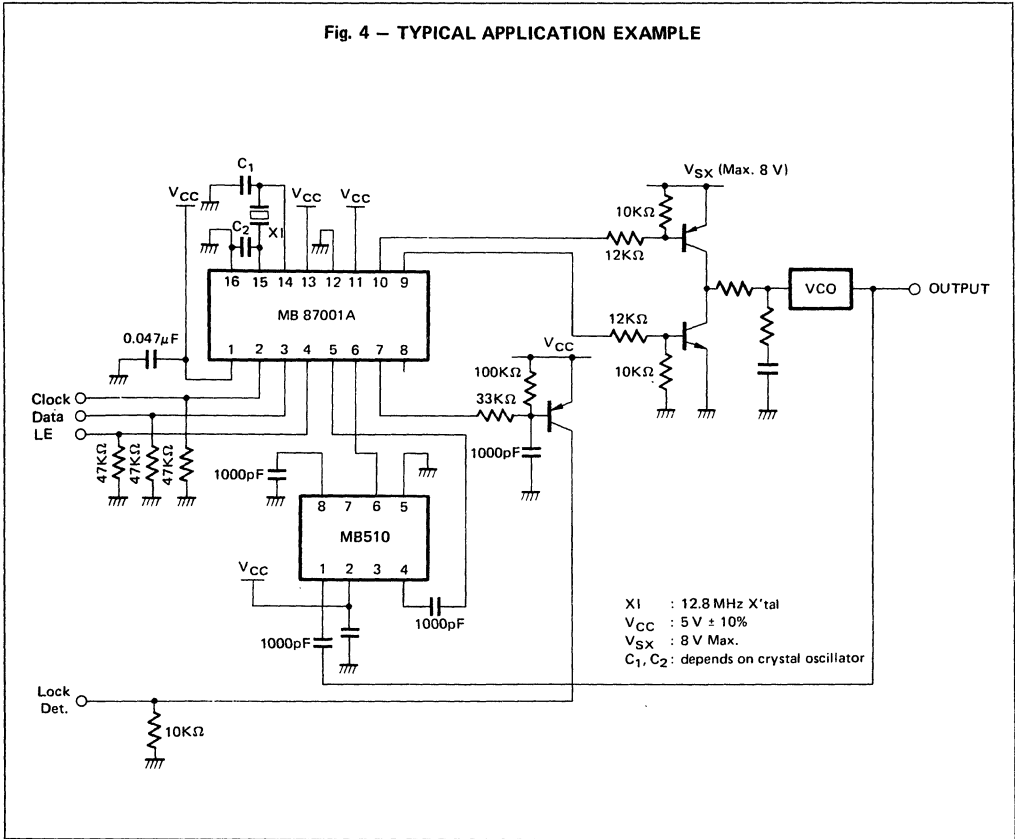 Fig. 4 — TYPICAL APPLICATION EXAMPLE
C1
VCC
VCC
VCC
C2
XI
VSX (Max. 8 V)
10KΩ
12KΩ
16 15 14 13 12 11 10 9
MB 87001A
1 2 3 4 5 6 7 8
0.047μF
VCO
OUTPUT
12KΩ
10KΩ
VCC
100KΩ
33KΩ
1000pF
Clock
Data
LE
47KΩ
47KΩ
47KΩ
1000pF
8 7 6 5
MB510
1 2 3 4
VCC
1000pF
1000pF
XI : 12.8 MHz X'tal
VCC : 5 V ± 10%
VSX : 8 V Max.
C1, C2 : depends on crystal oscillator
Lock
Det.
10KΩ